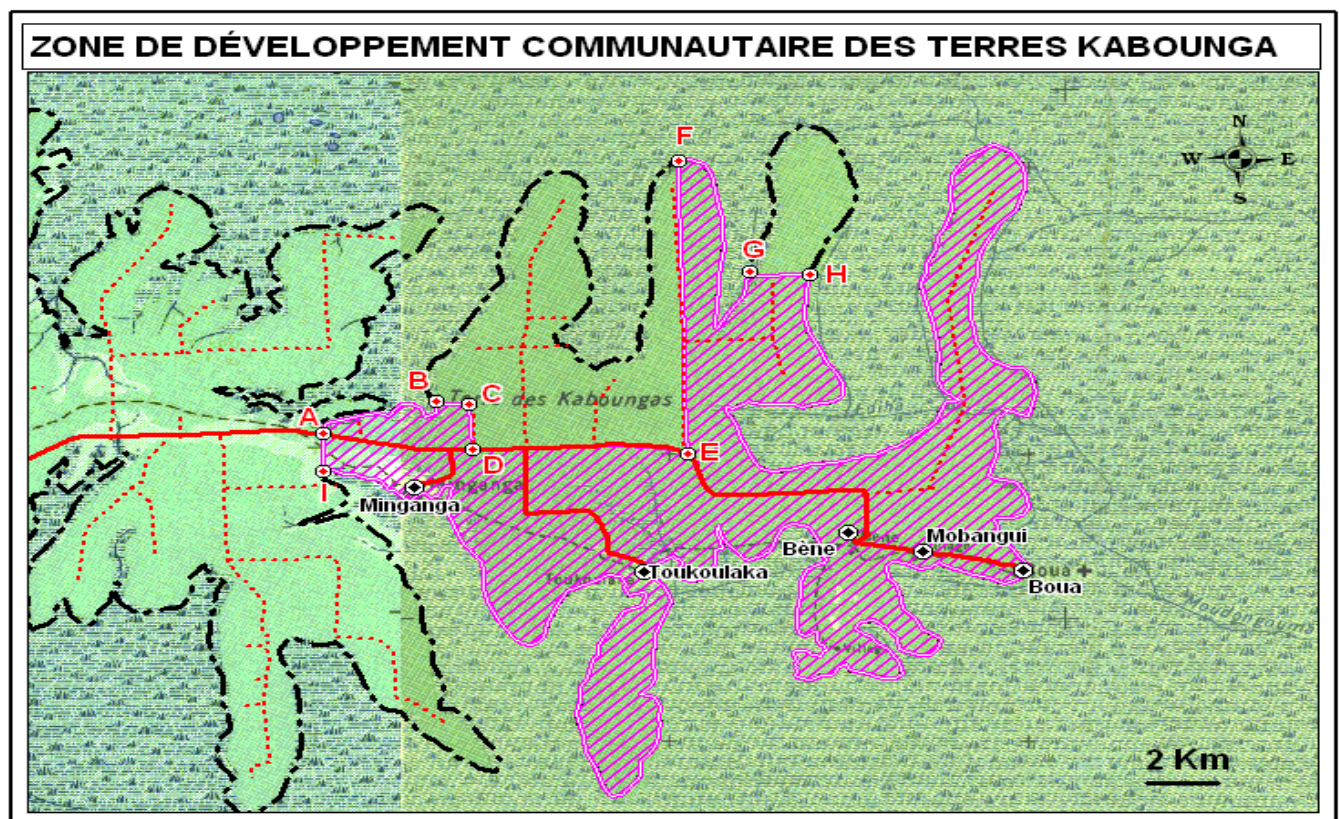 ZONE DE DÉVELOPPEMENT COMMUNAUTAIRE DES TERRES KABOUNGA
N
W E
S
F
G
H
B
C
des Kaboungas
A
D
E
I
Minganga
Bène
Mobangui
Toukoulaka
Boua
2 Km